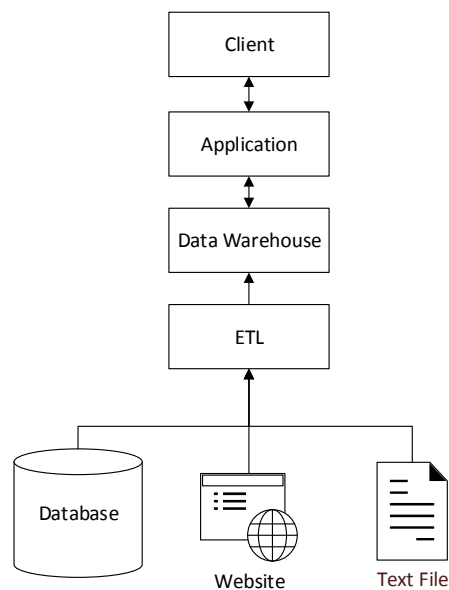 Client
Application
Data Warehouse
ETL
Database
Website
Text File